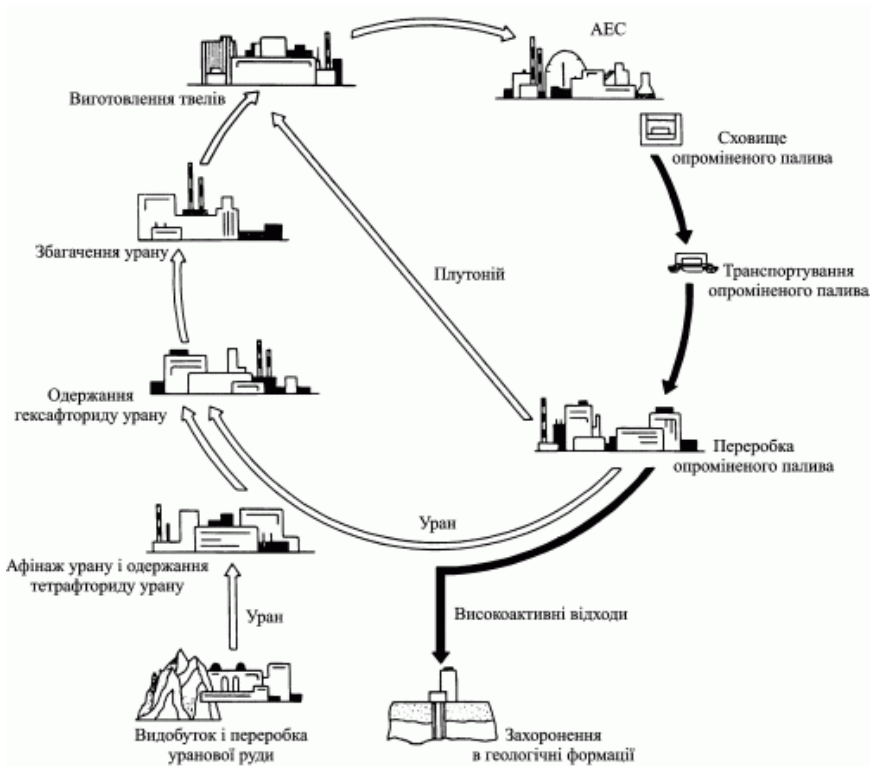 АЕС
Виготовлення твелів
Сховище
опроміненого палива
Збагачення урану
Плутоній
Транспортування
опроміненого палива
Одержання
гексафториду урану
Переробка
опроміненого палива
Уран
Афінаж урану і одержання
тетрафториду урану
Уран
Високоактивні відходи
Видобуток і переробка
уранової руди
Захоронення
в геологічні формації